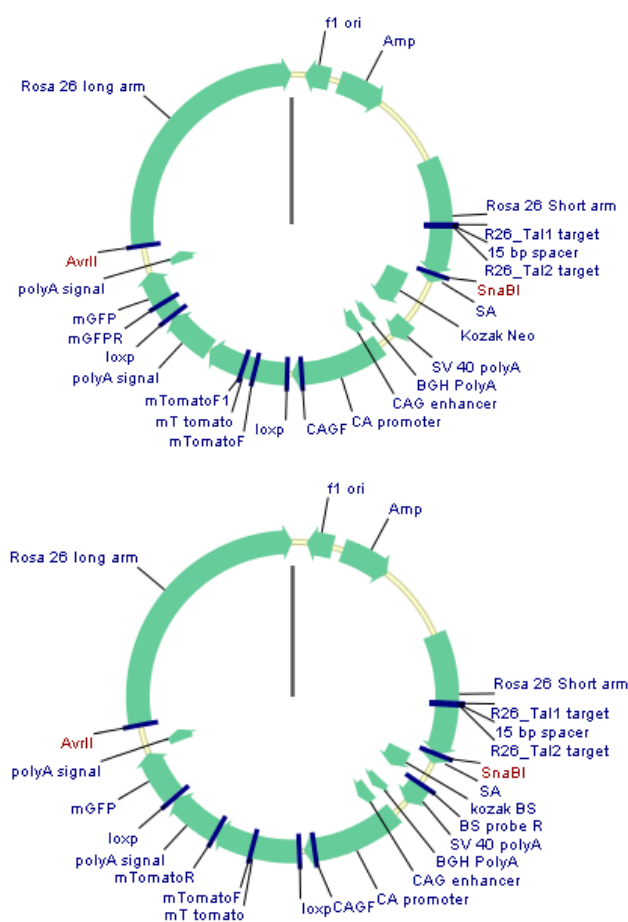 f1 ori
Amp
Rosa 26 long arm
Rosa 26 Short arm
R26_Tal1 target
15 bp spacer
R26_Tal2 target
SnaBI
SA
Kozak Neo
SV 40 polyA
BGH PolyA
CAG enhancer
CA promoter
CAGF
loxp
mTomatoF
mT tomato
mTomatoF1
polyA signal
loxp
mGFPR
mGFP
polyA signal
AvrII
f1 ori
Amp
Rosa 26 long arm
Rosa 26 Short arm
R26_Tal1 target
15 bp spacer
R26_Tal2 target
SnaBI
SA
kozak BS
BS probe R
SV 40 polyA
BGH PolyA
CAG enhancer
CA promoter
CAGF
loxp
mT tomato
mTomatoF
mTomatoR
polyA signal
loxp
mGFP
polyA signal
AvrII